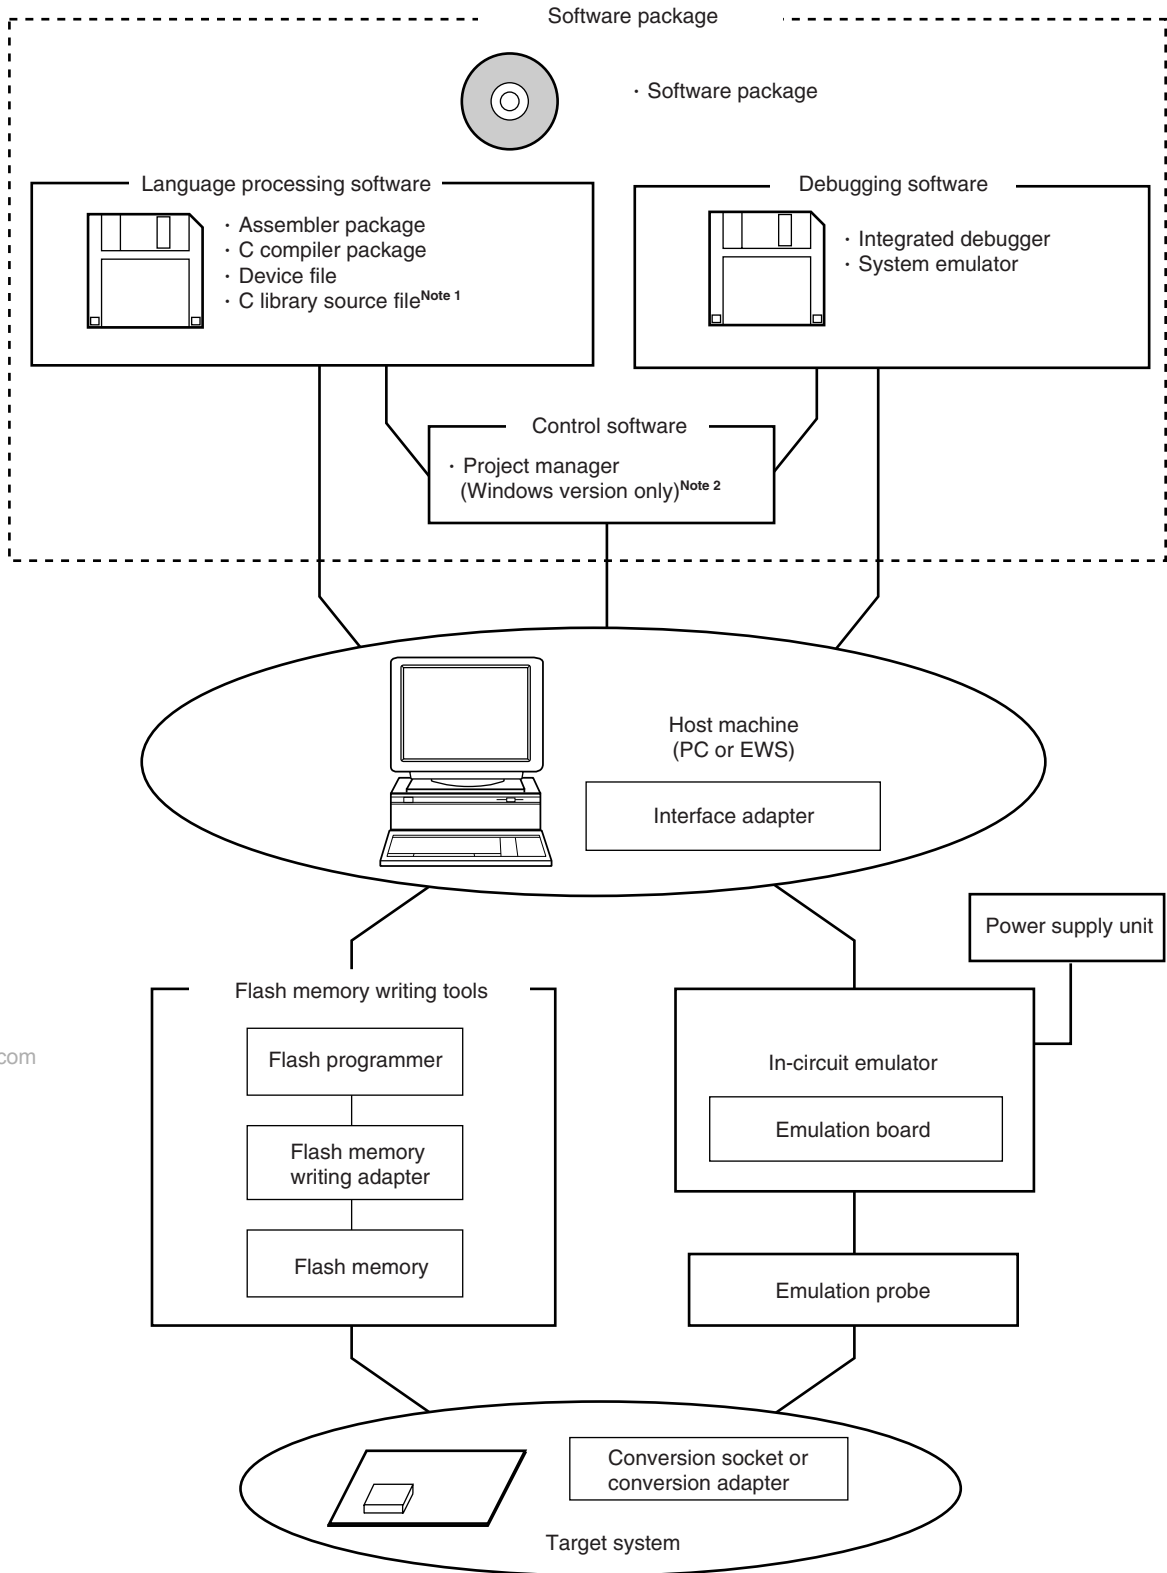 Software package
· Software package
Language processing software
· Assembler package
· C compiler package
· Device file
· C library source fileNote 1
Debugging software
· Integrated debugger
· System emulator
Control software
· Project manager
(Windows version only)Note 2
Host machine
(PC or EWS)
Interface adapter
Power supply unit
Flash memory writing tools
Flash programmer
Flash memory
writing adapter
Flash memory
com
In-circuit emulator
Emulation board
Emulation probe
Conversion socket or
conversion adapter
Target system